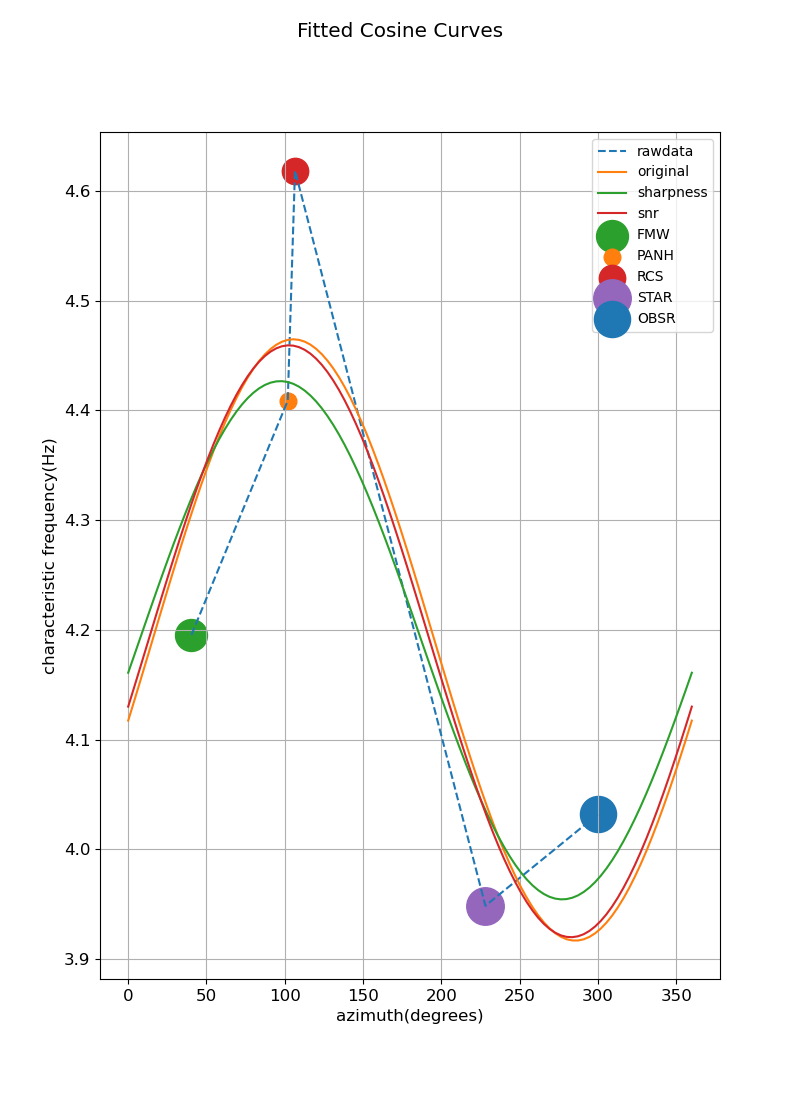 Fitted Cosine Curves
rawdata
original
sharpness
snr
FMW
PANH
RCS
STAR
OBSR
characteristic frequency(Hz)
4.6
4.5
4.4
4.3
4.2
4.1
4.0
3.9
0 50 100 150 200 250 300 350
azimuth(degrees)